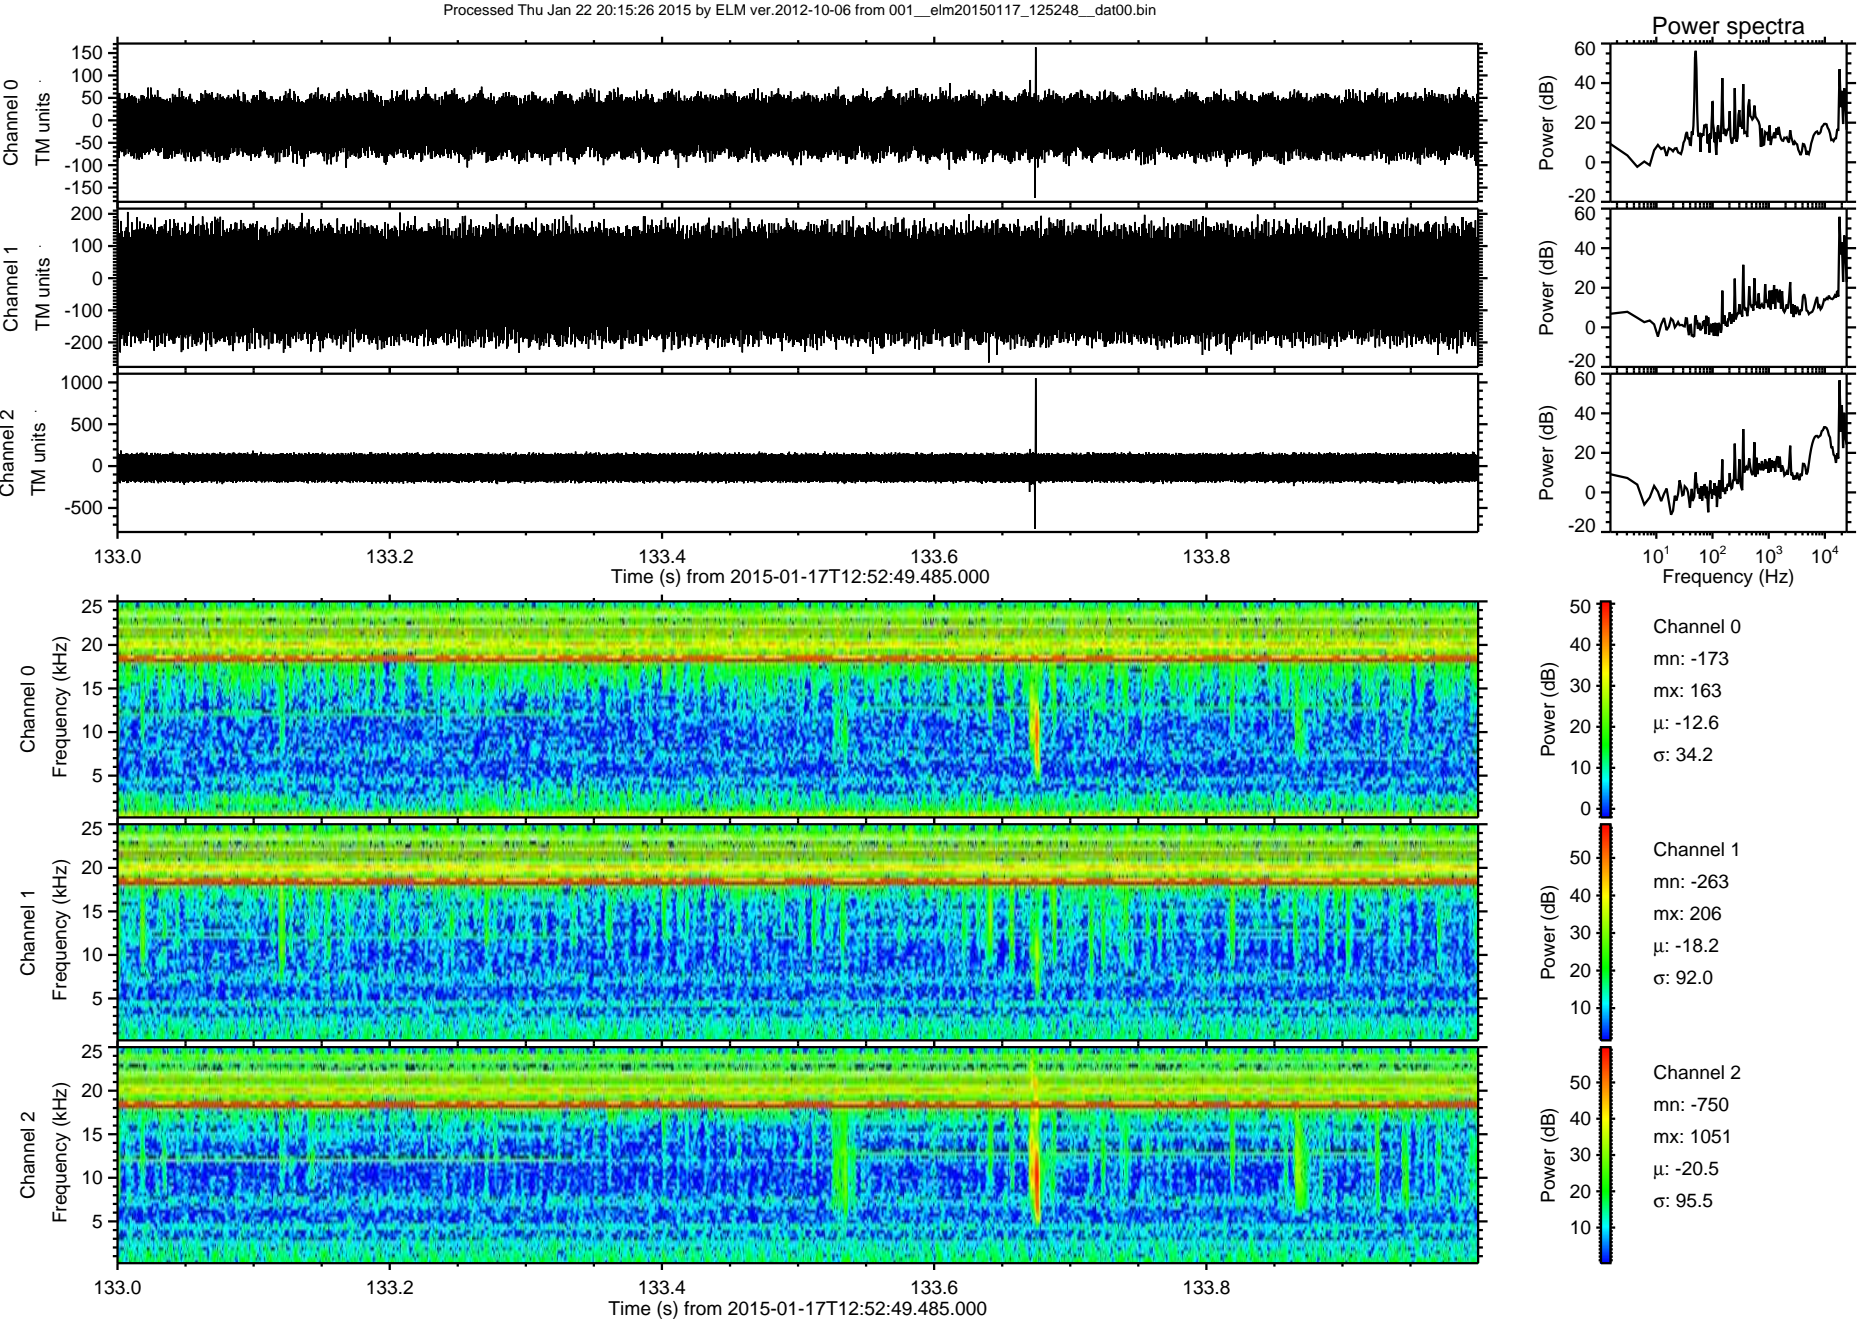 Processed Thu Jan 22 20:15:26 2015 by ELM ver.2012-10-06 from 001__elm20150117_125248__dat00.bin
Power spectra
Channel 0
TM units
150
100
50
0
-50
-100
-150
Power (dB)
60
40
20
0
-20
Channel 1
TM units
200
100
0
-100
-200
Power (dB)
60
40
20
0
-20
Channel 2
TM units
1000
500
0
-500
Power (dB)
60
40
20
0
-20
133.0 133.2 133.4 133.6 133.8
Time (s) from 2015-01-17T12:52:49.485.000
10^1 10^2 10^3 10^4
Frequency (Hz)
Channel 0
Frequency (kHz)
25
20
15
10
5
Power (dB)
50
40
30
20
10
0
Channel 0
mn: -173
mx: 163
μ: -12.6
σ: 34.2
Channel 1
Frequency (kHz)
25
20
15
10
5
Power (dB)
50
40
30
20
10
Channel 1
mn: -263
mx: 206
μ: -18.2
σ: 92.0
Channel 2
Frequency (kHz)
25
20
15
10
5
Power (dB)
50
40
30
20
10
Channel 2
mn: -750
mx: 1051
μ: -20.5
σ: 95.5
133.0 133.2 133.4 133.6 133.8
Time (s) from 2015-01-17T12:52:49.485.000